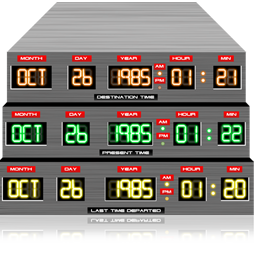 MONTH DAY YEAR HOUR MIN
OCT 26 1985 AM PM 01 : 21
DESTINATION TIME
MONTH DAY YEAR HOUR MIN
OCT 26 1985 AM PM 01 : 22
PRESENT TIME
MONTH DAY YEAR HOUR MIN
OCT 26 1985 AM PM 01 : 20
LAST TIME DEPARTED